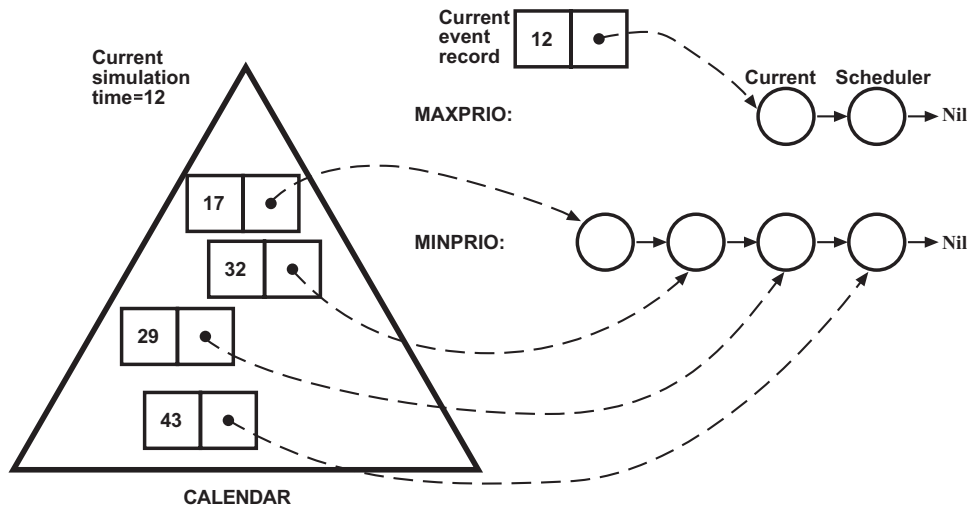 Current
event
record
12
Current
simulation
time=12
Current Scheduler
MAXPRIO:
Nil
17
MINPRIO:
Nil
32
29
43
CALENDAR